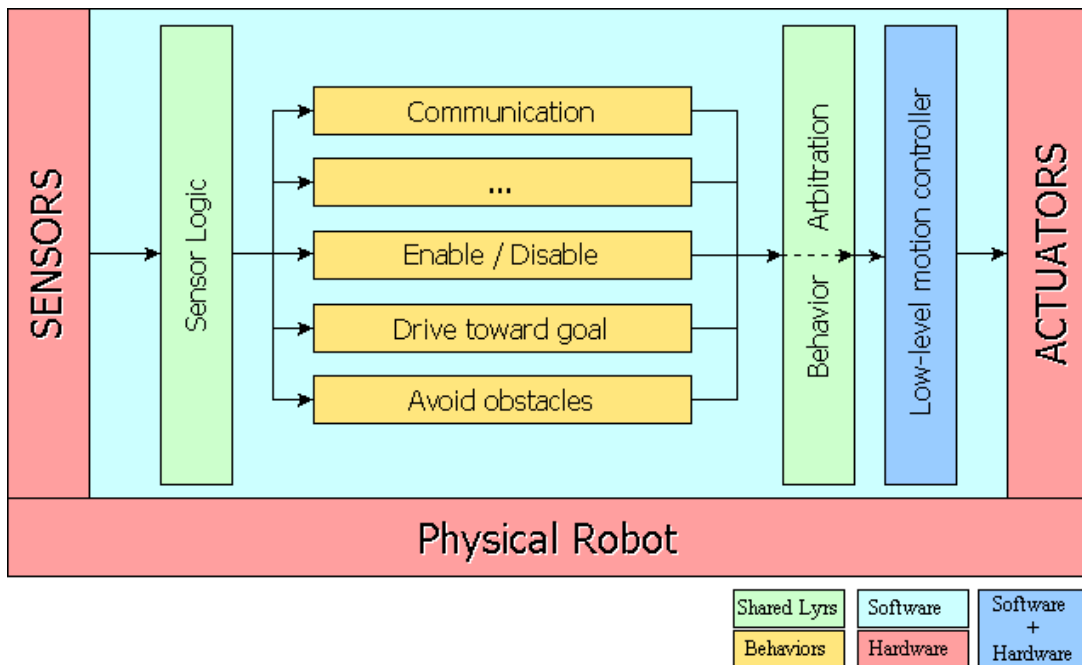 SENSORS
Sensor Logic
Communication
...
Enable / Disable
Drive toward goal
Avoid obstacles
Behavior Arbitration
Low-level motion controller
ACTUATORS
Physical Robot
Shared Lyrs
Software
Software
+
Hardware
Behaviors
Hardware